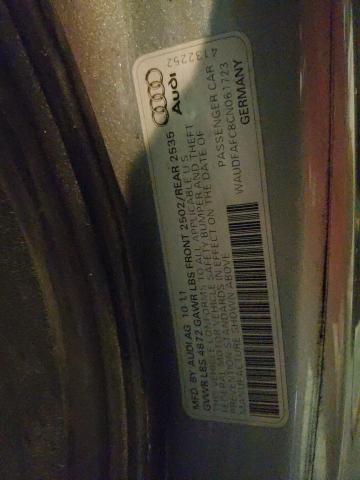 4132252
Audi
MFD. BY AUDI AG 10.11
GVWR LBS 4872 GAWR LBS FRONT 2502/REAR 2535
THIS VEHICLE CONFORMS TO ALL APPLICABLE U.S.
FEDERAL MOTOR VEHICLE SAFETY BUMPER AND THEFT
PREVENTION STANDARDS IN EFFECT ON THE DATE OF
MANUFACTURE SHOWN ABOVE
PASSENGER CAR
WAUDFAFC8CN061723
GERMANY